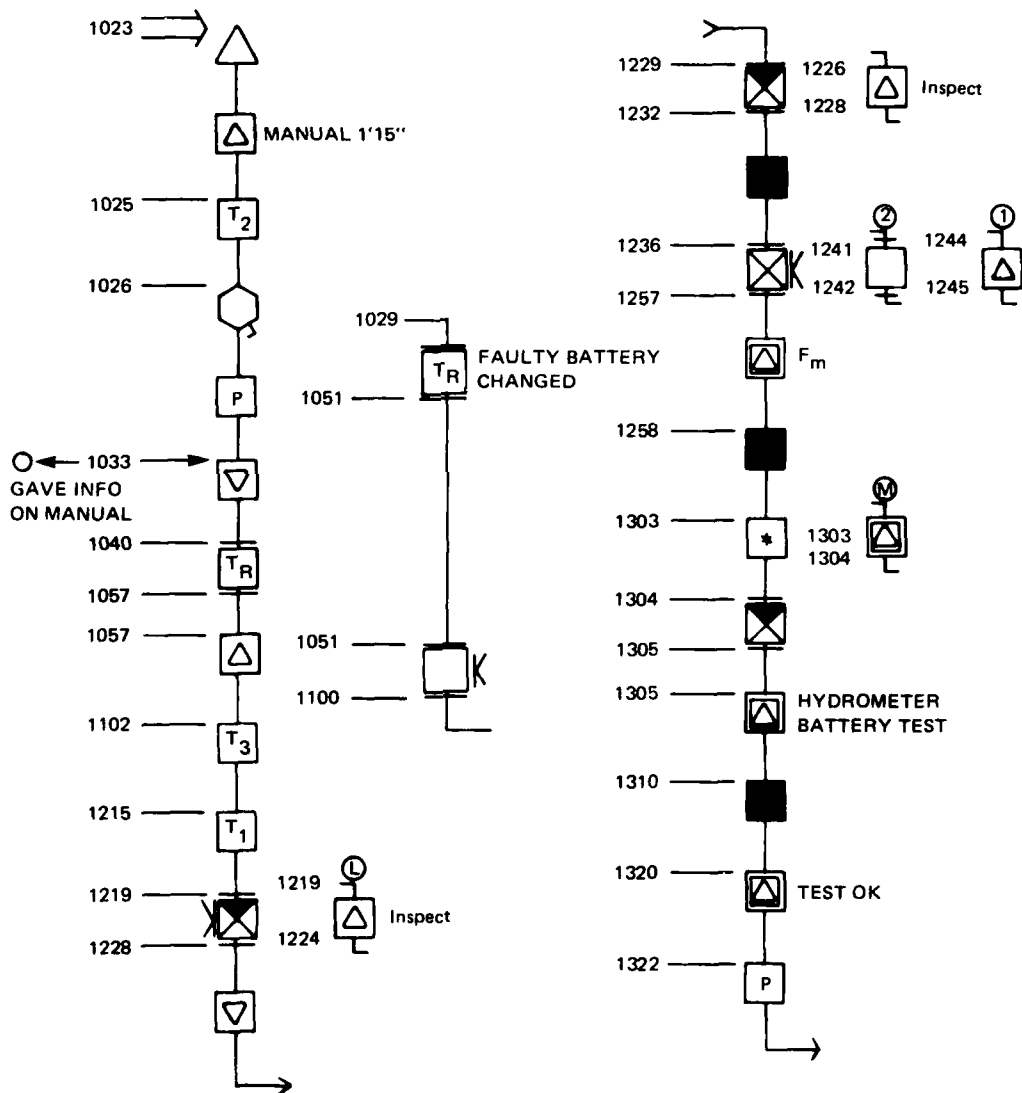 1023
MANUAL 1'15"
1025
T2
1026
P
1033
GAVE INFO
ON MANUAL
1040
TR
1057
1057
1102
T3
1215
T1
1219
1228
L
1219
1224
Inspect
1029
TR
FAULTY BATTERY
CHANGED
1051
1051
K
1100
1229
1232
1226
1228
Inspect
1236
1257
K
2
1241
1242
1
1244
1245
Fm
1258
1303
*
M
1303
1304
1304
1305
1305
HYDROMETER
BATTERY TEST
1310
1320
TEST OK
1322
P